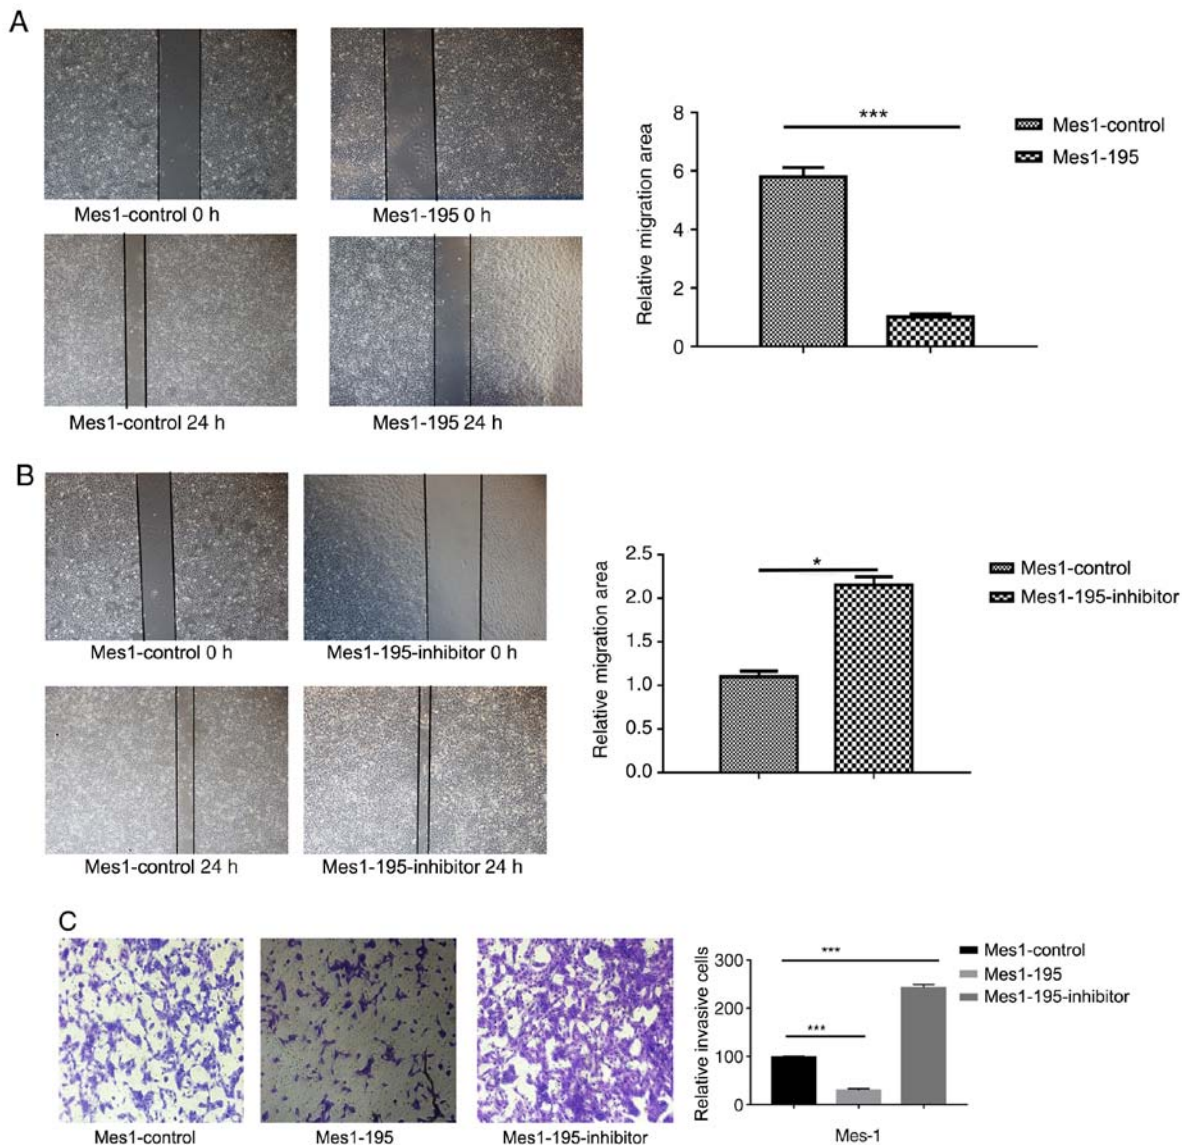 A
Mes1-control 0 h
Mes1-195 0 h
Mes1-control 24 h
Mes1-195 24 h
Relative migration area
8
6
4
2
0
***
Mes1-control
Mes1-195
B
Mes1-control 0 h
Mes1-195-inhibitor 0 h
Mes1-control 24 h
Mes1-195-inhibitor 24 h
Relative migration area
2.5
2.0
1.5
1.0
0.5
0.0
*
Mes1-control
Mes1-195-inhibitor
C
Mes1-control
Mes1-195
Mes1-195-inhibitor
Relative invasive cells
300
200
100
0
***
***
Mes-1
Mes1-control
Mes1-195
Mes1-195-inhibitor